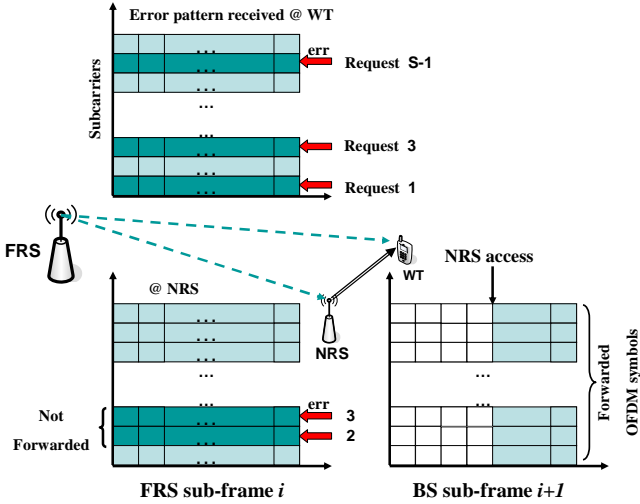 Error pattern received @ WT
...
err
Request S-1
...
...
...
Subcarriers
...
...
Request 3
...
...
Request 1
FRS
WT
NRS access
@ NRS
...
NRS
...
...
...
...
...
...
err
Not
Forwarded
...
3
...
2
...
Forwarded
OFDM symbols
FRS sub-frame i
BS sub-frame i+1